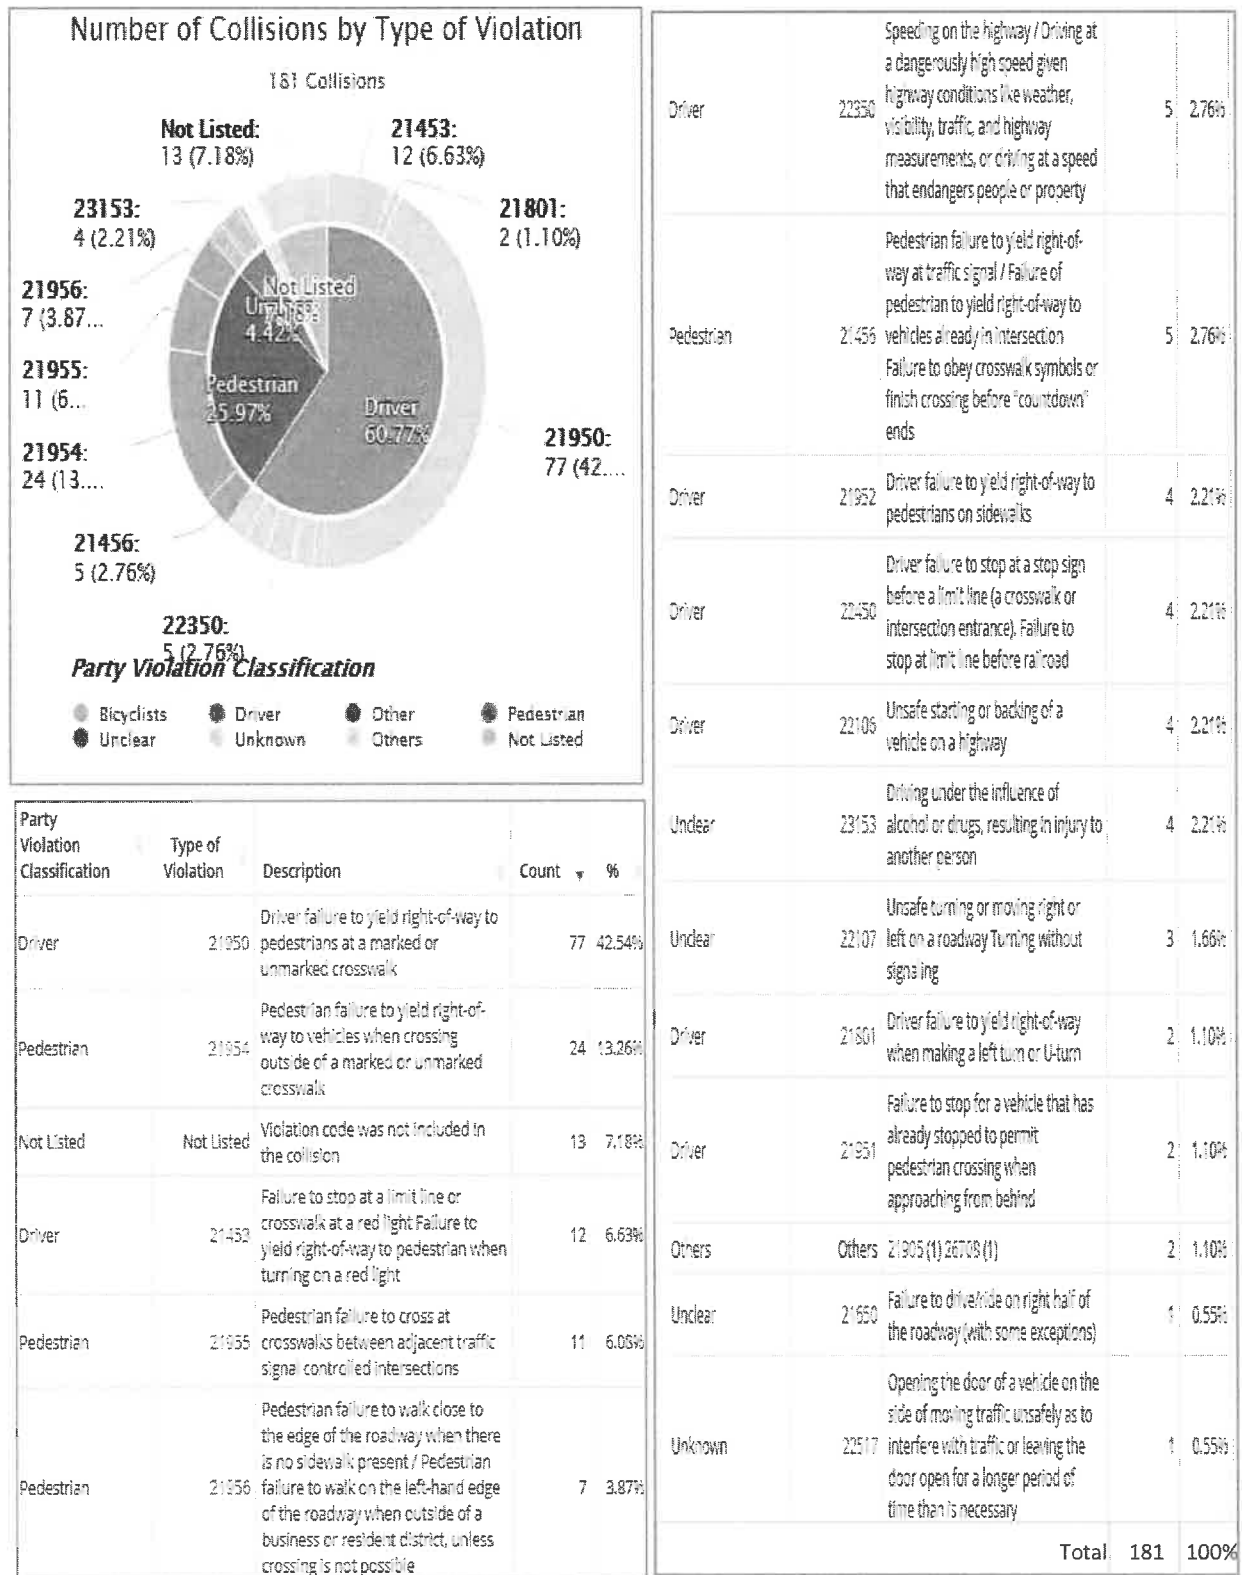 Number of Collisions by Type of Violation
181 Collisions
Not Listed:
13 (7.18%)
21453:
12 (6.63%)
23153:
4 (2.21%)
21801:
2 (1.10%)
21956:
7 (3.87...
21955:
11 (6...
21954:
24 (13....
21950:
77 (42....
21456:
5 (2.76%)
22350:
5 (2.76%)
Not Listed
7.18%
4.42%
Pedestrian
25.97%
Driver
60.77%
Party Violation Classification
Bicyclists Driver Other Pedestrian
Unclear Unknown Others Not Listed
Party
Violation
Classification
Type of
Violation
Description
Count
%
Driver 21950 Driver failure to yield right-of-way to
pedestrians at a marked or
unmarked crosswalk
77 42.54%
Pedestrian 21954 Pedestrian failure to yield right-of-
way to vehicles when crossing
outside of a marked or unmarked
crosswalk
24 13.26%
Not Listed Not Listed Violation code was not included in
the collision
13 7.18%
Driver 21453 Failure to stop at a limit line or
crosswalk at a red light Failure to
yield right-of-way to pedestrian when
turning on a red light
12 6.63%
Pedestrian 21955 Pedestrian failure to cross at
crosswalks between adjacent traffic
signal controlled intersections
11 6.08%
Pedestrian 21956 Pedestrian failure to walk close to
the edge of the roadway when there
is no sidewalk present / Pedestrian
failure to walk on the left-hand edge
of the roadway when outside of a
business or resident district, unless
crossing is not possible
7 3.87%
Driver 22350 Speeding on the highway / Driving at
a dangerously high speed given
highway conditions like weather,
visibility, traffic, and highway
measurements, or driving at a speed
that endangers people or property
5 2.76%
Pedestrian 21456 Pedestrian failure to yield right-of-
way at traffic signal / Failure of
pedestrian to yield right-of-way to
vehicles already in intersection
Failure to obey crosswalk symbols or
finish crossing before "countdown"
ends
5 2.76%
Driver 21952 Driver failure to yield right-of-way to
pedestrians on sidewalks
4 2.21%
Driver 22450 Driver failure to stop at a stop sign
before a limit line (a crosswalk or
intersection entrance). Failure to
stop at limit line before railroad
4 2.21%
Driver 22106 Unsafe starting or backing of a
vehicle on a highway
4 2.21%
Unclear 23153 Driving under the influence of
alcohol or drugs, resulting in injury to
another person
4 2.21%
Unclear 22107 Unsafe turning or moving right or
left on a roadway Turning without
signaling
3 1.66%
Driver 21801 Driver failure to yield right-of-way
when making a left turn or U-turn
2 1.10%
Driver 21951 Failure to stop for a vehicle that has
already stopped to permit
pedestrian crossing when
approaching from behind
2 1.10%
Others Others 21905 (1) 26708 (1) 2 1.10%
Unclear 21650 Failure to drive/ride on right half of
the roadway (with some exceptions)
1 0.55%
Unknown 22517 Opening the door of a vehicle on the
side of moving traffic unsafely as to
interfere with traffic or leaving the
door open for a longer period of
time than is necessary
1 0.55%
Total 181 100%